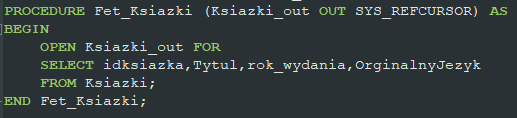 PROCEDURE Fet_Ksiazki (Ksiazki_out OUT SYS_REFCURSOR) AS
BEGIN
OPEN Ksiazki_out FOR
SELECT idksiazka,Tytul,rok_wydania,OrginalnyJezyk
FROM Ksiazki;
END Fet_Ksiazki;